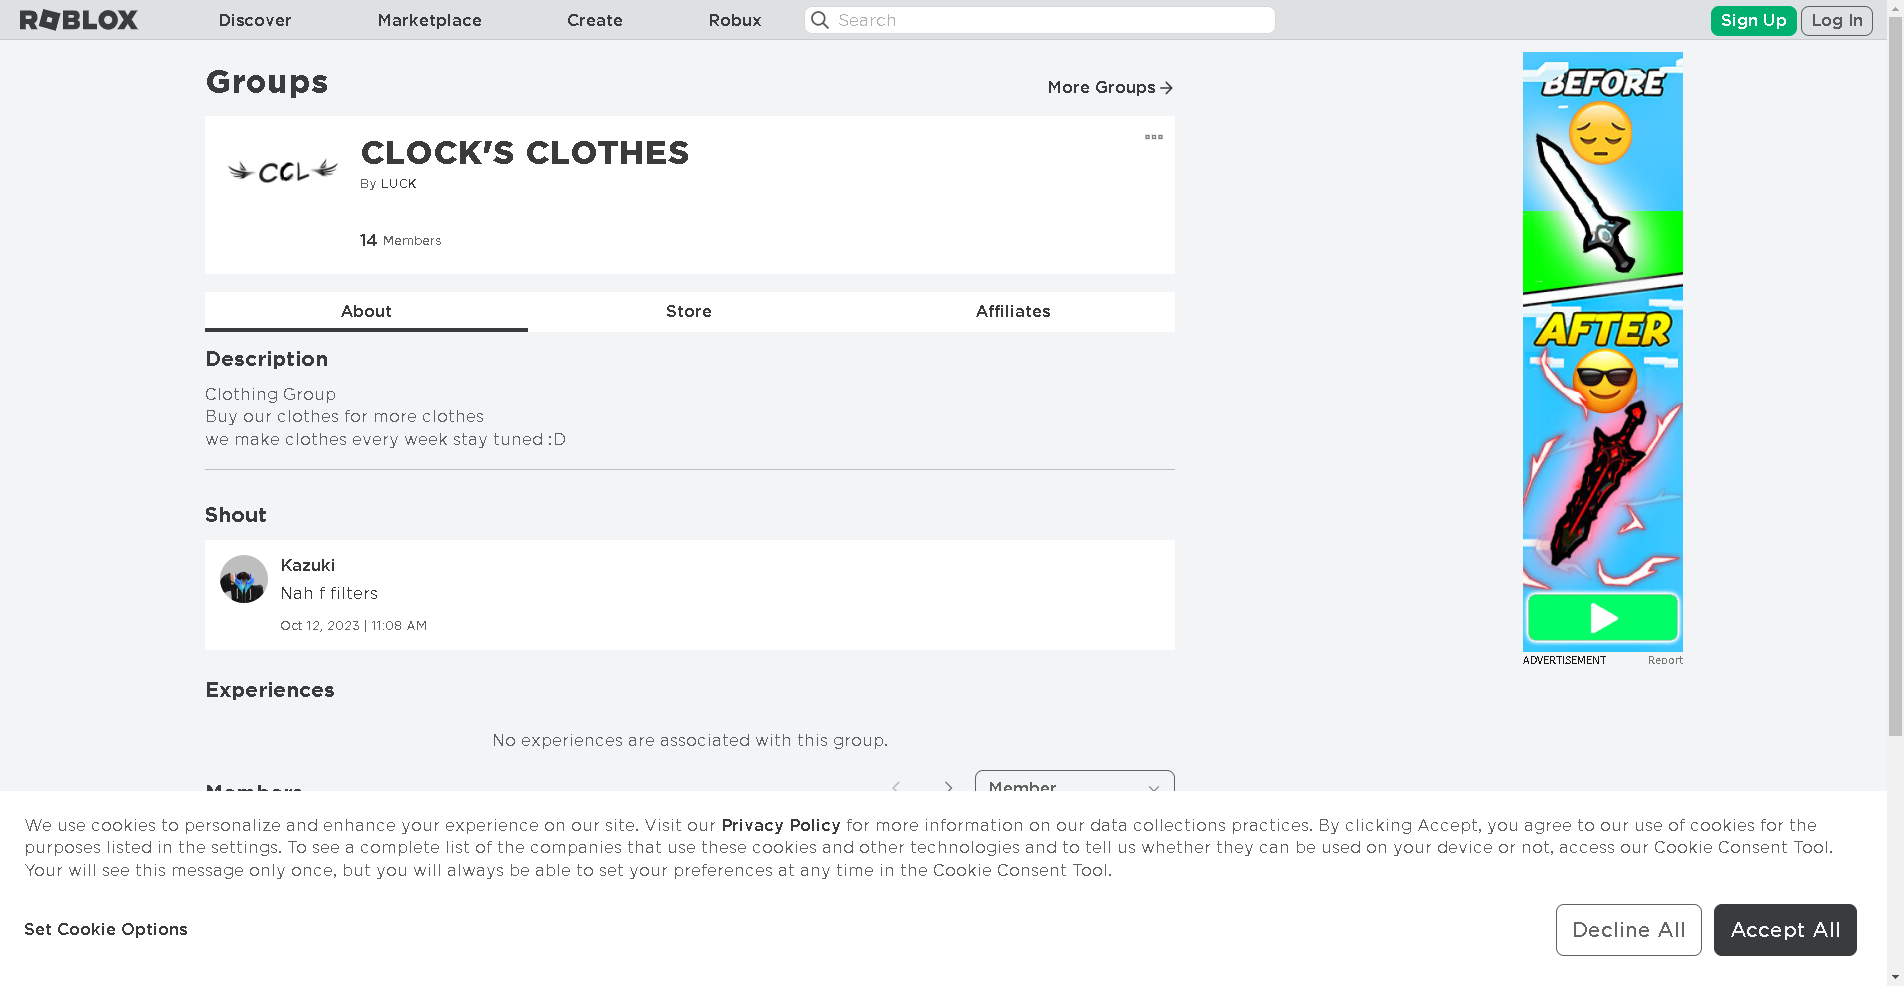 ROBLOX
Discover
Marketplace
Create
Robux
Search
Sign Up
Log In
Groups
More Groups
CCL
CLOCK'S CLOTHES
By LUCK
14 Members
About
Store
Affiliates
Description
Clothing Group
Buy our clothes for more clothes
we make clothes every week stay tuned :D
Shout
Kazuki
Nah f filters
Oct 12, 2023 | 11:08 AM
Experiences
No experiences are associated with this group.
Members
Member
BEFORE
AFTER
ADVERTISEMENT
Report
We use cookies to personalize and enhance your experience on our site. Visit our Privacy Policy for more information on our data collections practices. By clicking Accept, you agree to our use of cookies for the
purposes listed in the settings. To see a complete list of the companies that use these cookies and other technologies and to tell us whether they can be used on your device or not, access our Cookie Consent Tool.
Your will see this message only once, but you will always be able to set your preferences at any time in the Cookie Consent Tool.
Set Cookie Options
Decline All
Accept All